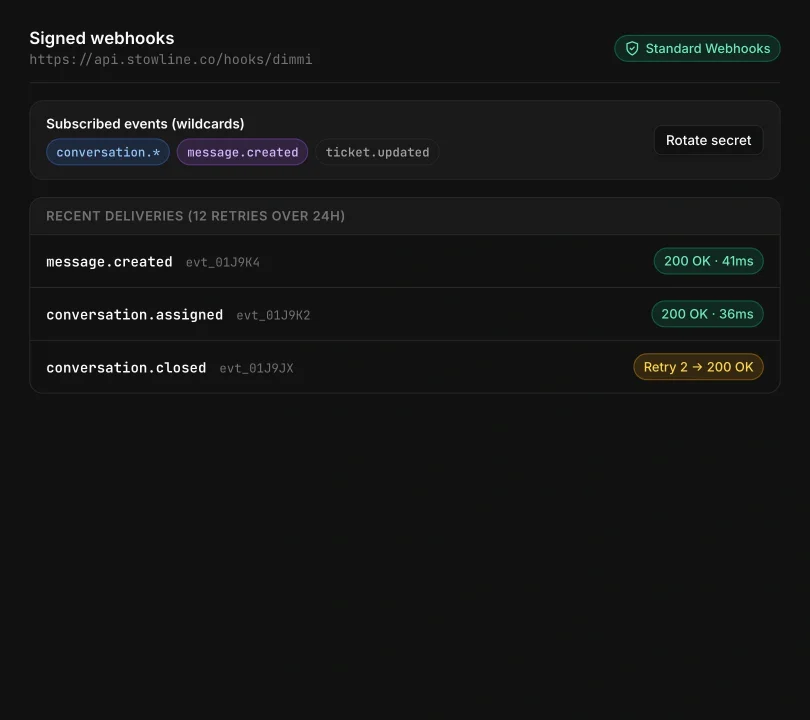 Signed webhooks
https://api.stowline.co/hooks/dimmi
Standard Webhooks
Subscribed events (wildcards)
conversation.* message.created ticket.updated
Rotate secret
RECENT DELIVERIES (12 RETRIES OVER 24H)
message.created evt_01J9K4 200 OK · 41ms
conversation.assigned evt_01J9K2 200 OK · 36ms
conversation.closed evt_01J9JX Retry 2 → 200 OK